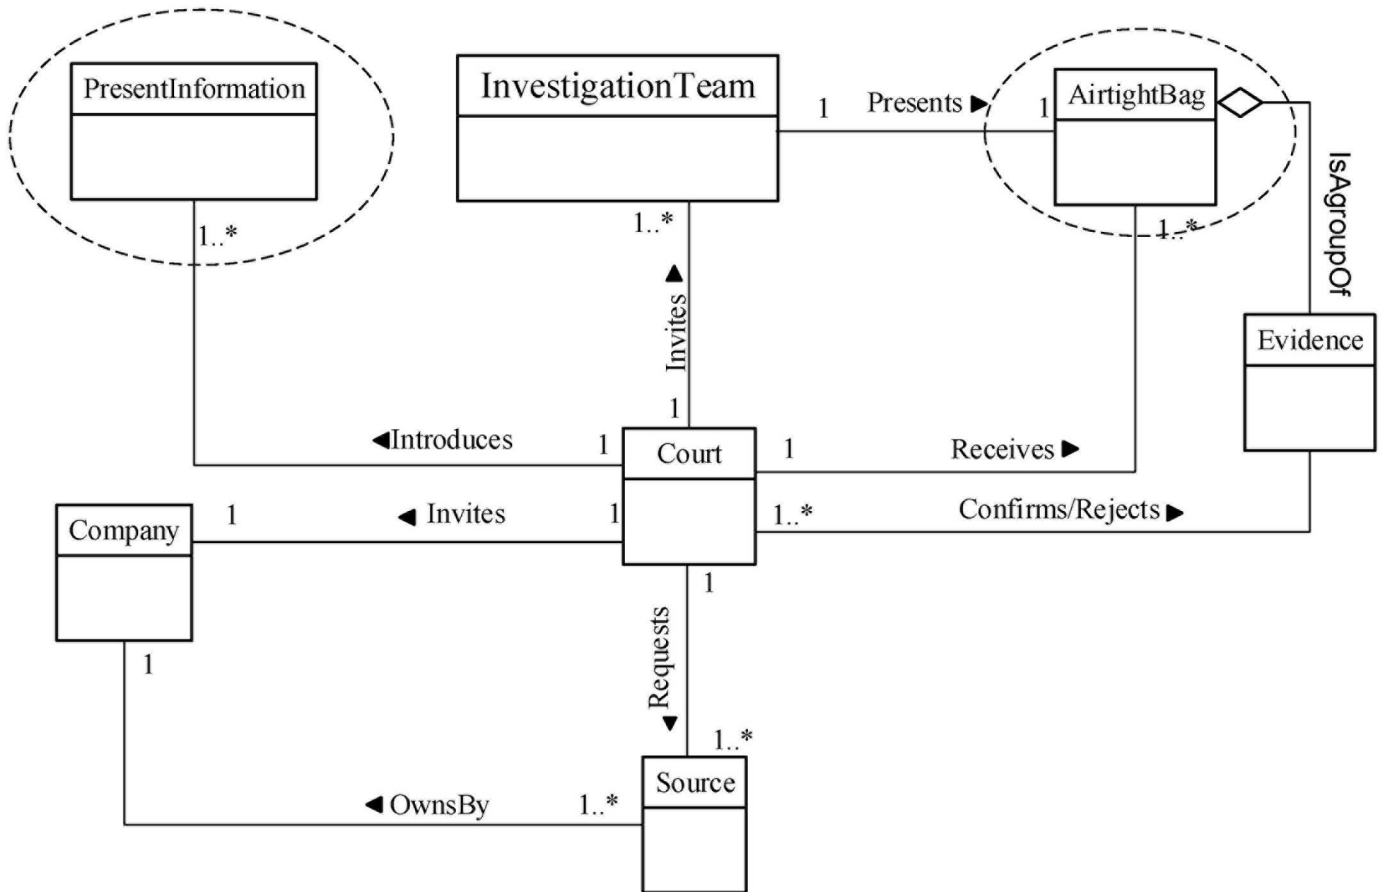 PresentInformation
InvestigationTeam
AirtightBag
1
Presents
1
1..*
1..*
1..*
IsAgroupOf
Invites
Evidence
1
Introduces
1
Court
1
Receives
Company
1
Invites
1
1..*
Confirms/Rejects
1
1
Requests
1..*
Source
OwnsBy
1..*